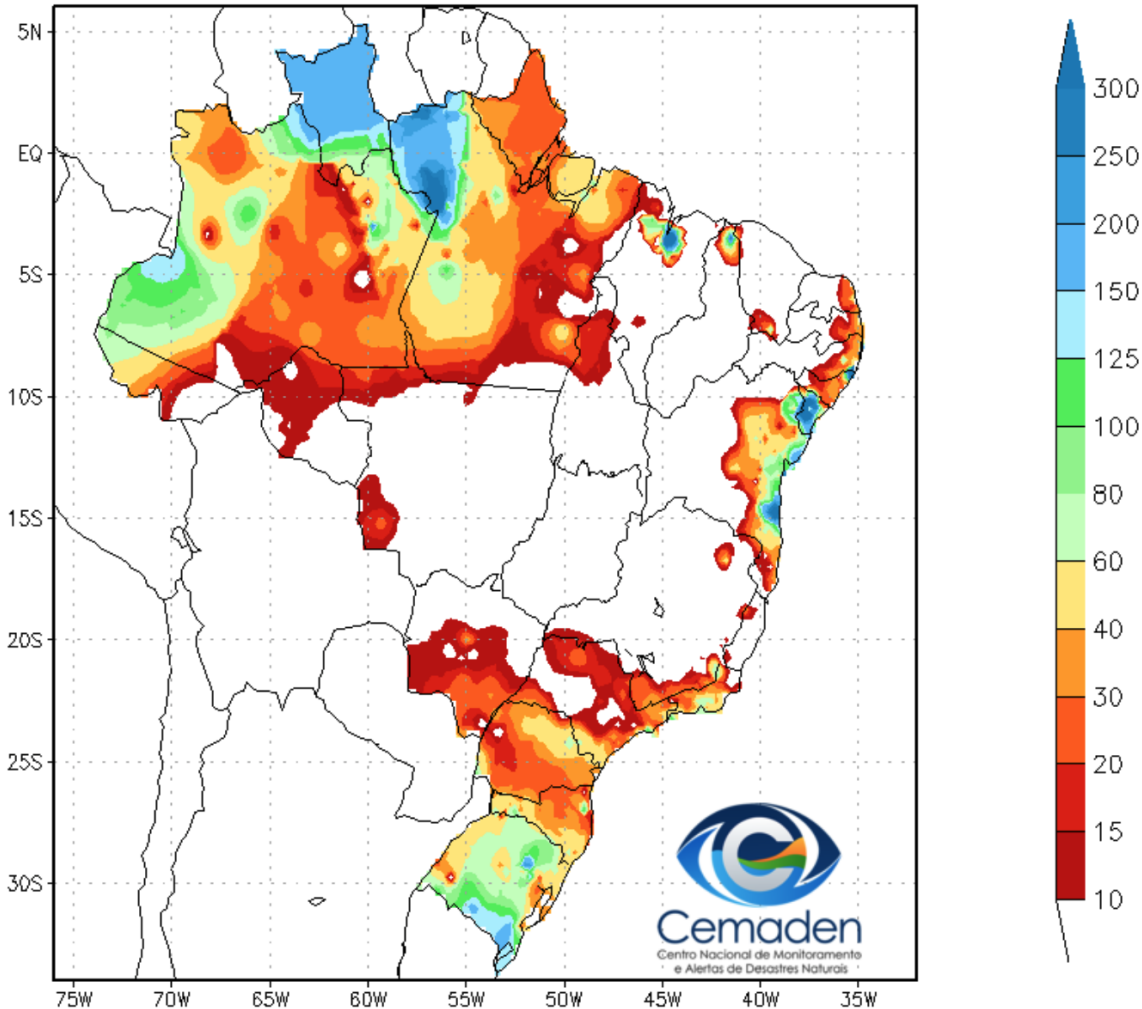 5N
EQ
5S
10S
15S
20S
25S
30S
75W 70W 65W 60W 55W 50W 45W 40W 35W
300
250
200
150
125
100
80
60
40
30
20
15
10
Cemaden
Centro Nacional de Monitoramento
e Alertas de Desastres Naturais